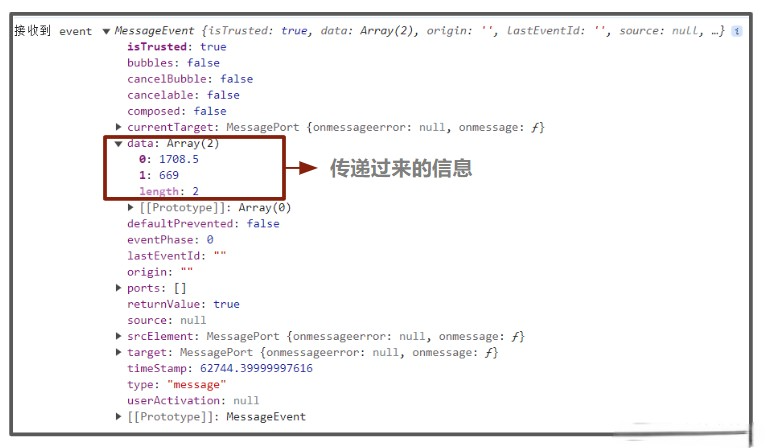 接收到 event ▼ MessageEvent {isTrusted: true, data: Array(2), origin: '', lastEventId: '', source: null, …} i
isTrusted: true
bubbles: false
cancelBubble: false
cancelable: false
composed: false
▶ currentTarget: MessagePort {onmessageerror: null, onmessage: ƒ}
▼ data: Array(2)
0: 1708.5
1: 669
length: 2
传递过来的信息
▶ [[Prototype]]: Array(0)
defaultPrevented: false
eventPhase: 0
lastEventId: ""
origin: ""
▶ ports: []
returnValue: true
source: null
▶ srcElement: MessagePort {onmessageerror: null, onmessage: ƒ}
▶ target: MessagePort {onmessageerror: null, onmessage: ƒ}
timeStamp: 62744.39999997616
type: "message"
userActivation: null
▶ [[Prototype]]: MessageEvent